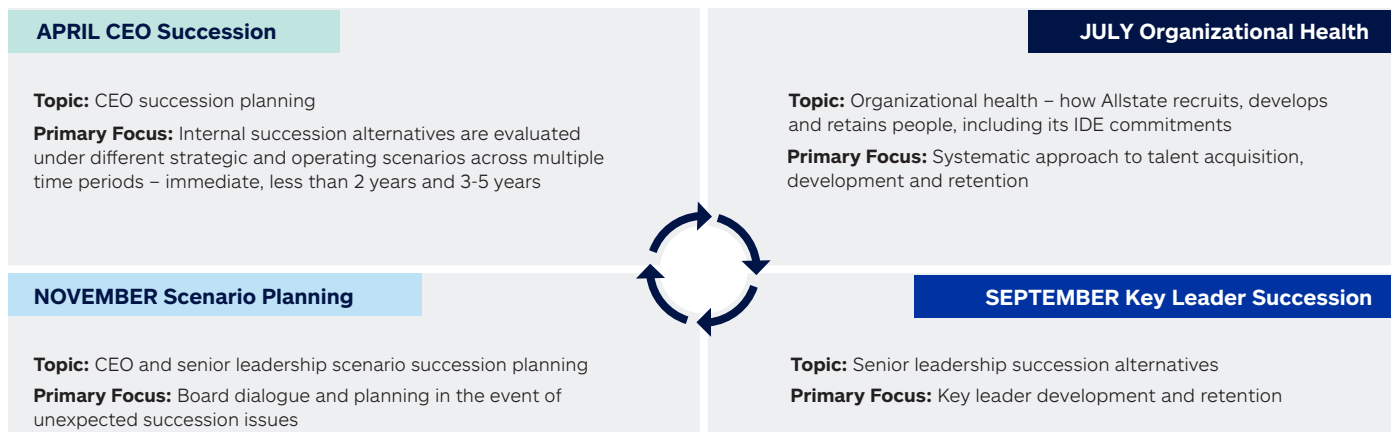 APRIL CEO Succession
Topic: CEO succession planning
Primary Focus: Internal succession alternatives are evaluated
under different strategic and operating scenarios across multiple
time periods – immediate, less than 2 years and 3-5 years
JULY Organizational Health
Topic: Organizational health – how Allstate recruits, develops
and retains people, including its IDE commitments
Primary Focus: Systematic approach to talent acquisition,
development and retention
NOVEMBER Scenario Planning
Topic: CEO and senior leadership scenario succession planning
Primary Focus: Board dialogue and planning in the event of
unexpected succession issues
SEPTEMBER Key Leader Succession
Topic: Senior leadership succession alternatives
Primary Focus: Key leader development and retention